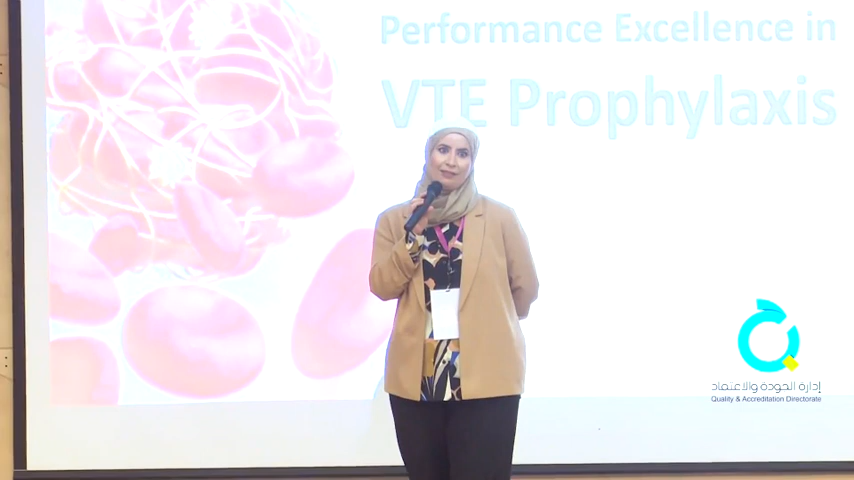 Performance Excellence in
VTE Prophylaxis
إدارة الجودة والاعتماد
Quality & Accreditation Directorate